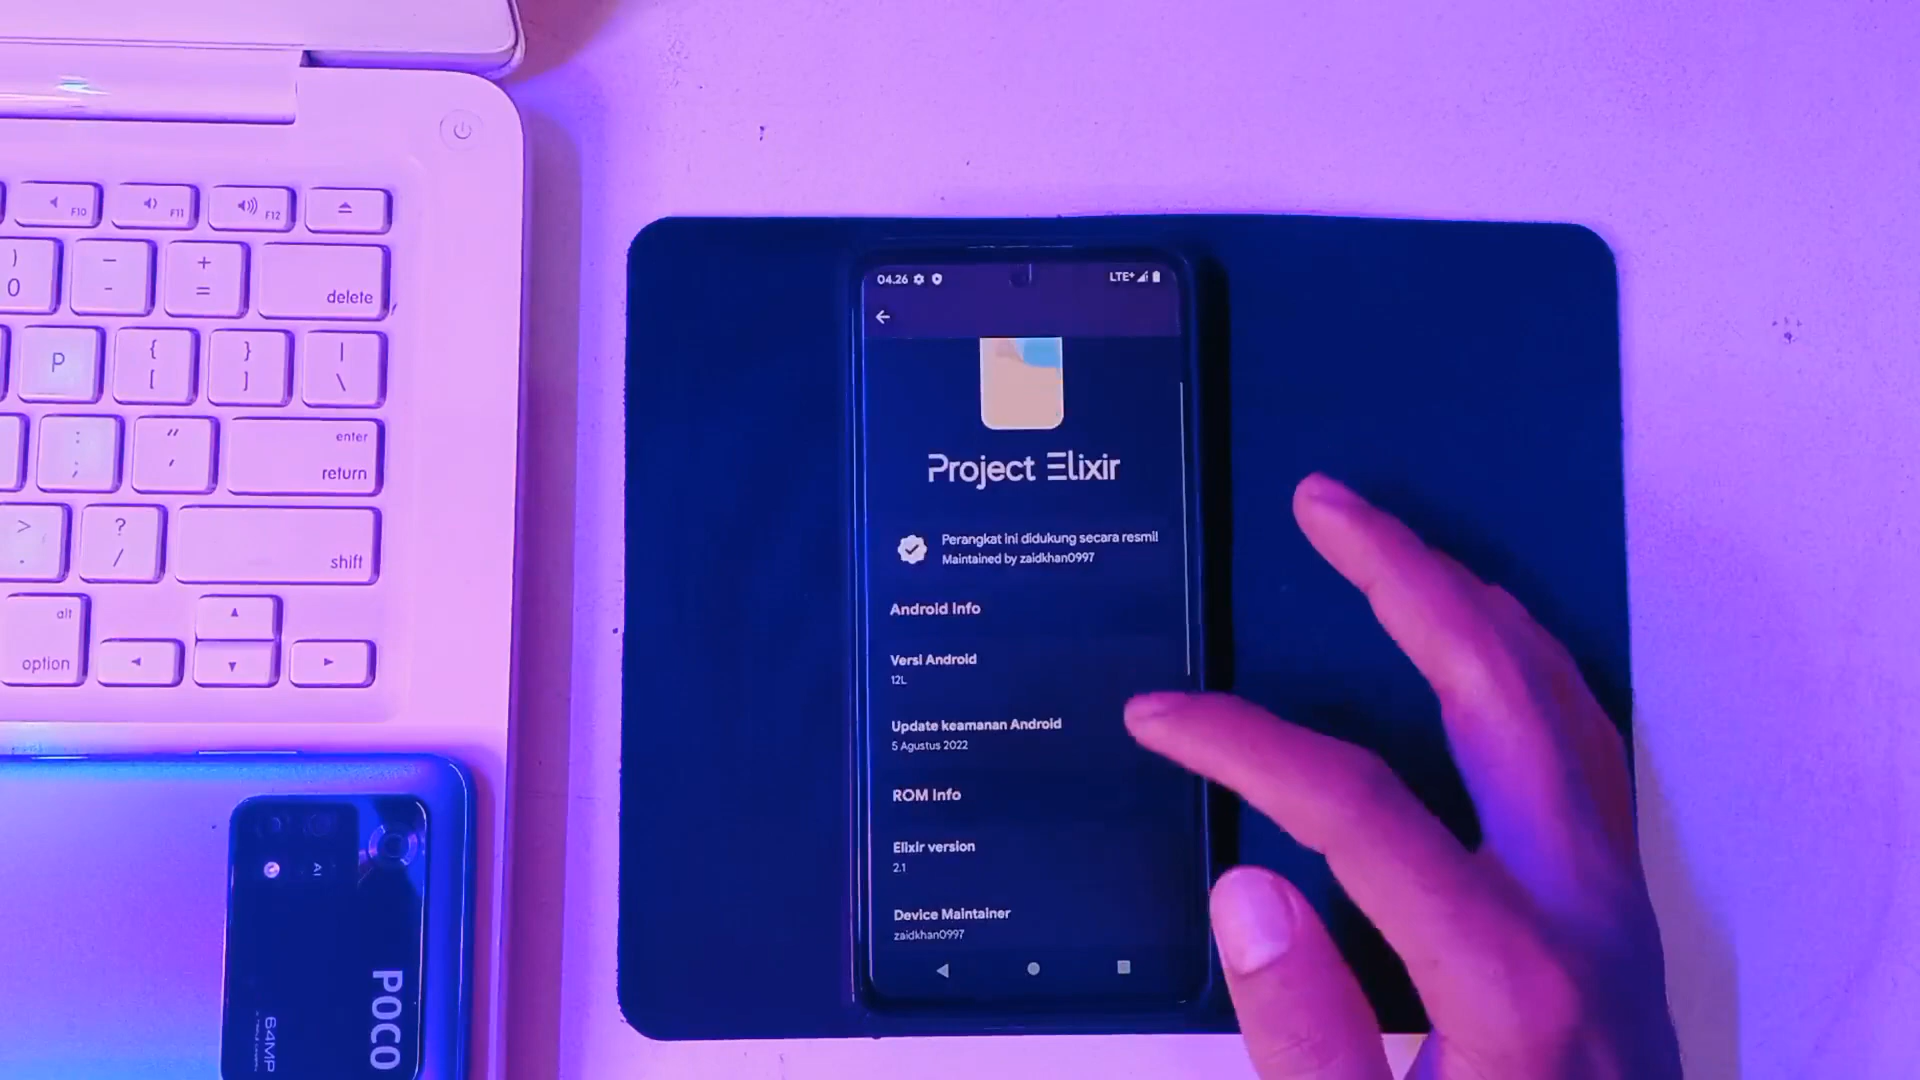 F10
F11
F12
)
0
-
-
+
=
delete
P
{
[
}
]
|
\
:
;
"
'
enter
return
>
.
?
/
shift
alt
option
04.26
LTE+
Project Elixir
Perangkat ini didukung secara resmi!
Maintained by zaidkhan0997
Android Info
Versi Android
12L
Update keamanan Android
5 Agustus 2022
ROM Info
Elixir version
2.1
Device Maintainer
zaidkhan0997
AI
POCO
64MP